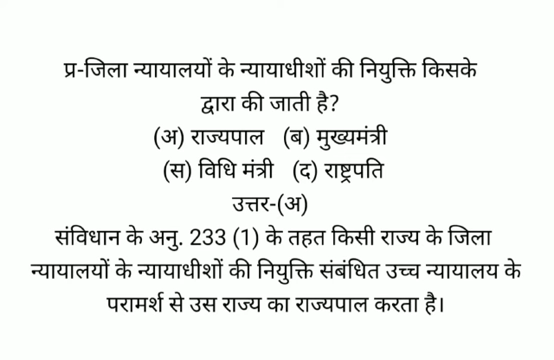 प्र-जिला न्यायालयों के न्यायाधीशों की नियुक्ति किसके
द्वारा की जाती है?
(अ) राज्यपाल (ब) मुख्यमंत्री
(स) विधि मंत्री (द) राष्ट्रपति
उत्तर-(अ)
संविधान के अनु. 233 (1) के तहत किसी राज्य के जिला
न्यायालयों के न्यायाधीशों की नियुक्ति संबंधित उच्च न्यायालय के
परामर्श से उस राज्य का राज्यपाल करता है।